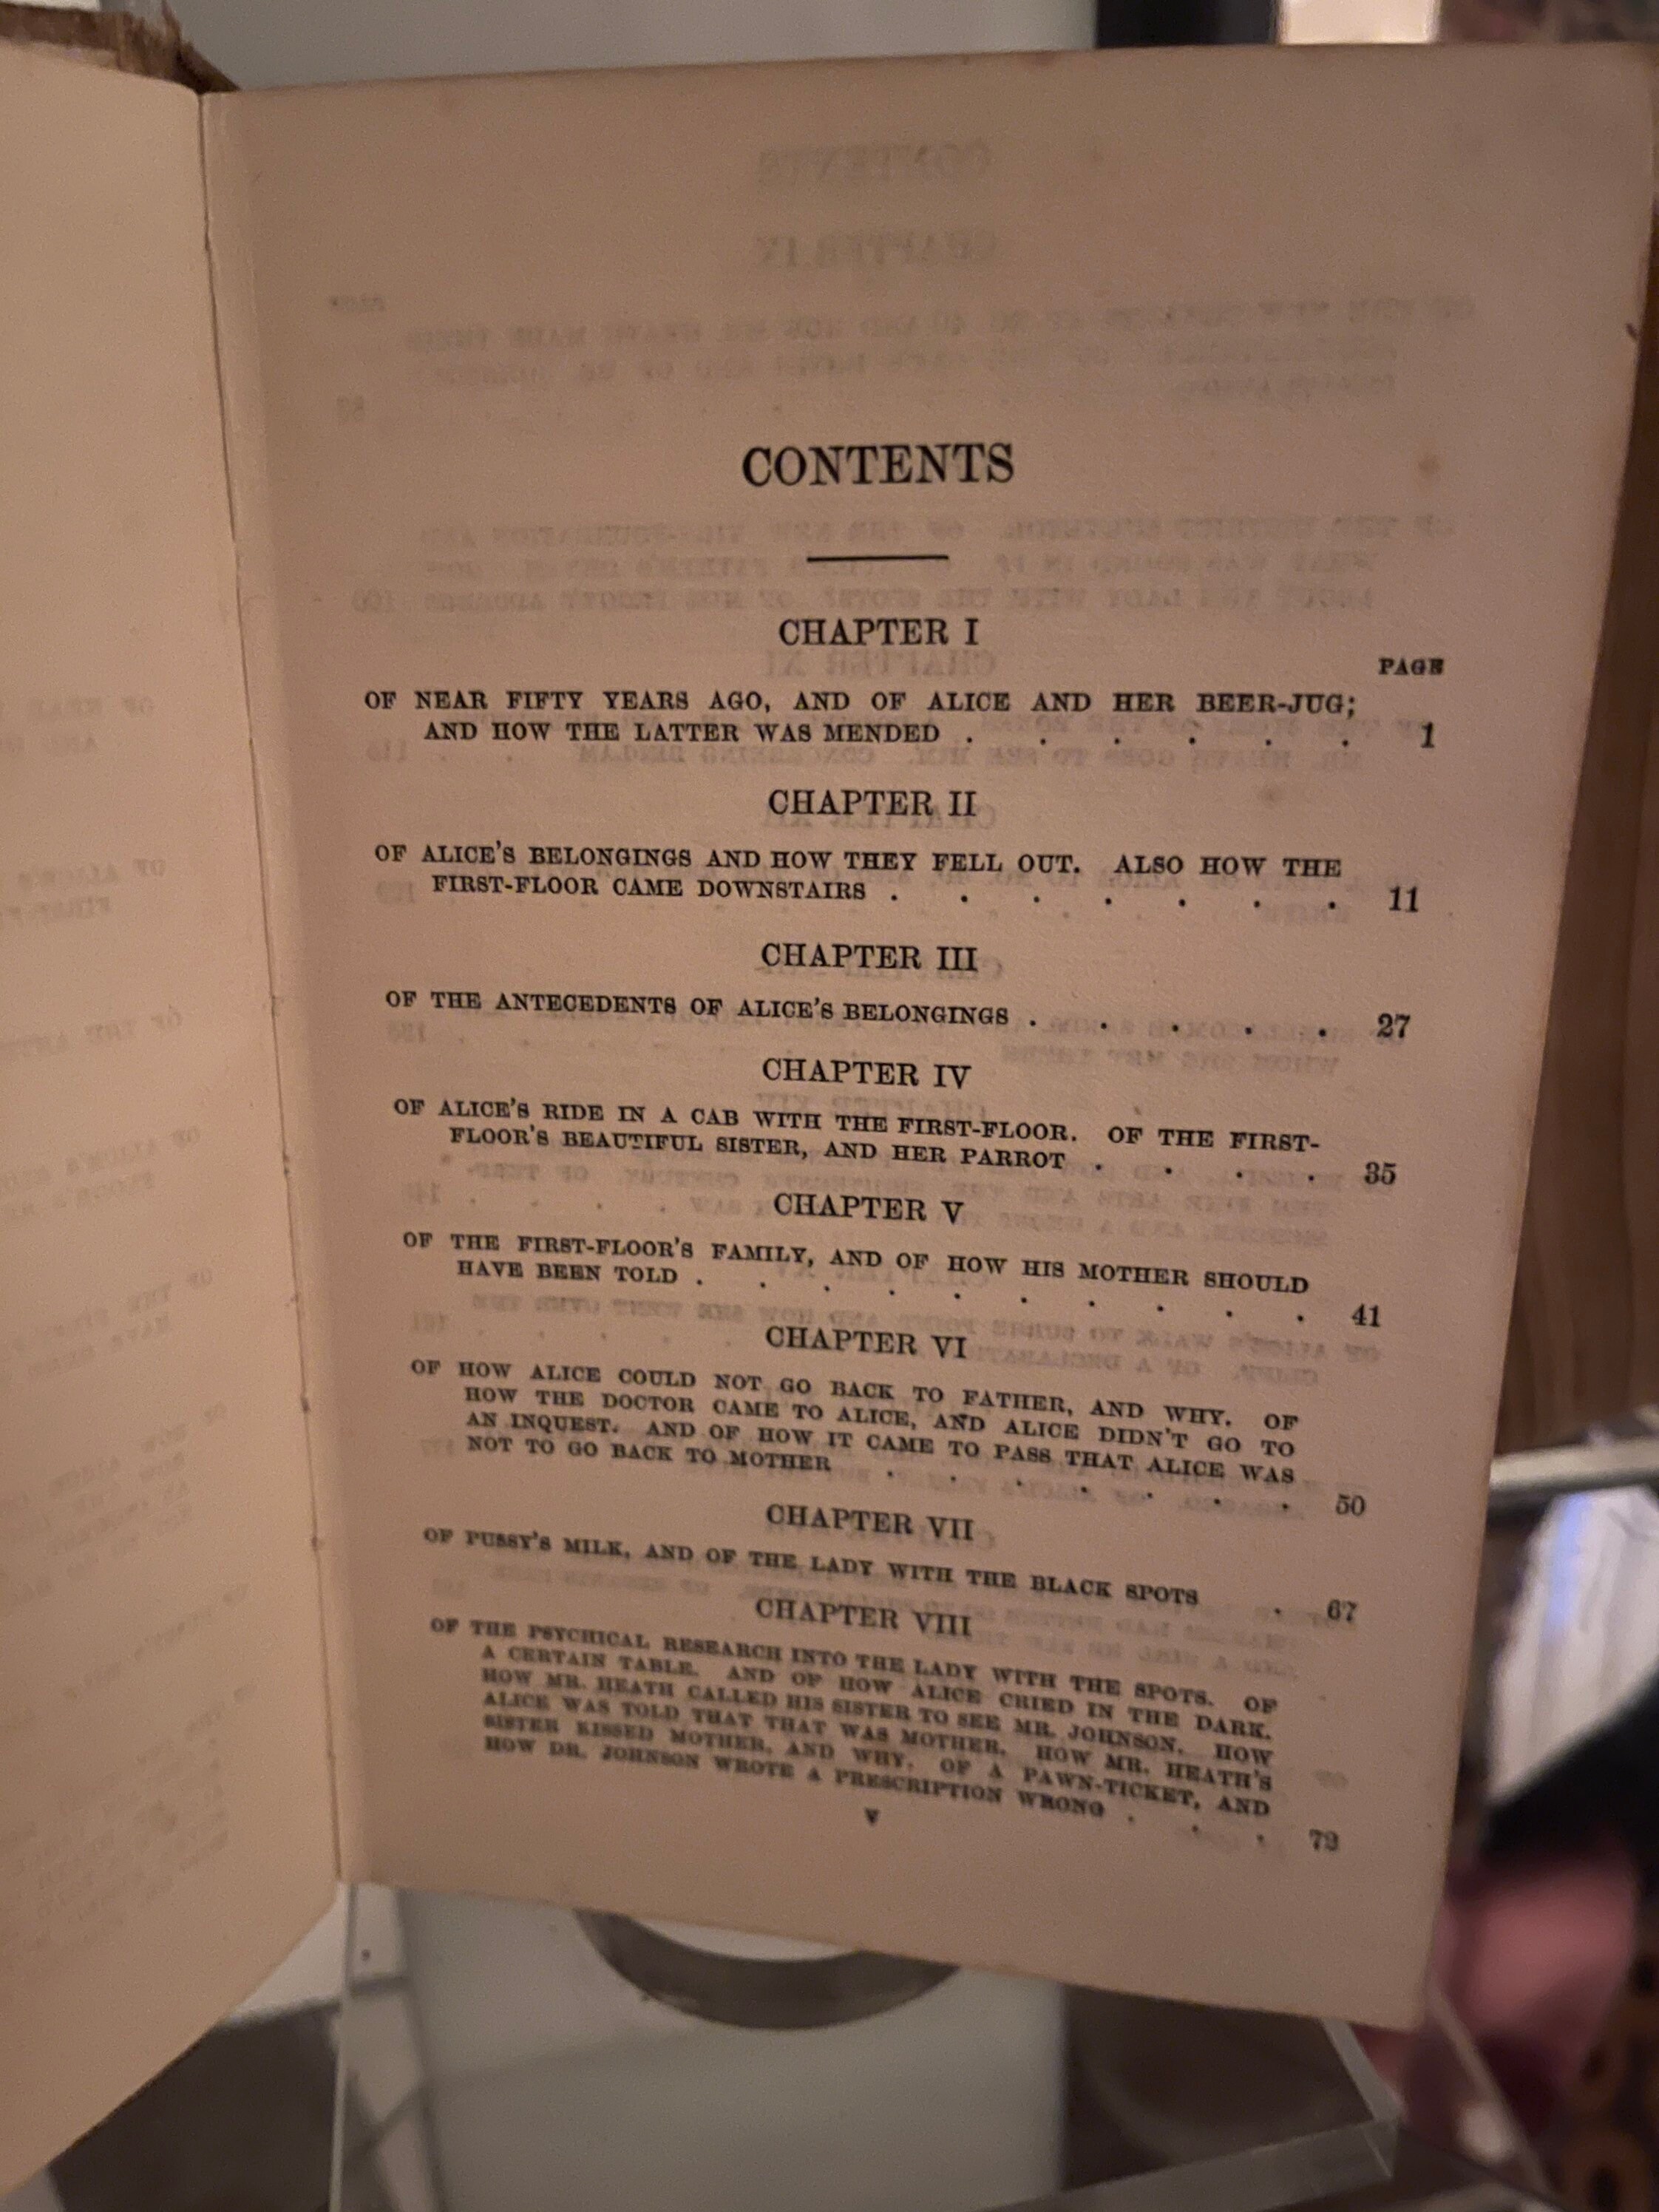 CONTENTS
CHAPTER I
PAGE
OF NEAR FIFTY YEARS AGO, AND OF ALICE AND HER BEER-JUG;
AND HOW THE LATTER WAS MENDED . . . . . . 1
CHAPTER II
OF ALICE'S BELONGINGS AND HOW THEY FELL OUT. ALSO HOW THE
FIRST-FLOOR CAME DOWNSTAIRS . . . . . . . 11
CHAPTER III
OF THE ANTECEDENTS OF ALICE'S BELONGINGS . . . . . 27
CHAPTER IV
OF ALICE'S RIDE IN A CAB WITH THE FIRST-FLOOR. OF THE FIRST-
FLOOR'S BEAUTIFUL SISTER, AND HER PARROT . . . . 35
CHAPTER V
OF THE FIRST-FLOOR'S FAMILY, AND OF HOW HIS MOTHER SHOULD
HAVE BEEN TOLD . . . . . . . . . . 41
CHAPTER VI
OF HOW ALICE COULD NOT GO BACK TO FATHER, AND WHY. OF
HOW THE DOCTOR CAME TO ALICE, AND ALICE DIDN'T GO TO
AN INQUEST. AND OF HOW IT CAME TO PASS THAT ALICE WAS
NOT TO GO BACK TO MOTHER . . . . . . . 50
CHAPTER VII
OF PUSSY'S MILK, AND OF THE LADY WITH THE BLACK SPOTS . 67
CHAPTER VIII
OF THE PSYCHICAL RESEARCH INTO THE LADY WITH THE SPOTS. OF
A CERTAIN TABLE. AND OF HOW ALICE CRIED IN THE DARK.
HOW MR. HEATH CALLED HIS SISTER TO SEE MR. JOHNSON. HOW
ALICE WAS TOLD THAT THAT WAS MOTHER. HOW MR. HEATH'S
SISTER KISSED MOTHER, AND WHY. OF A PAWN-TICKET, AND
HOW DR. JOHNSON WROTE A PRESCRIPTION WRONG . . . 72
v